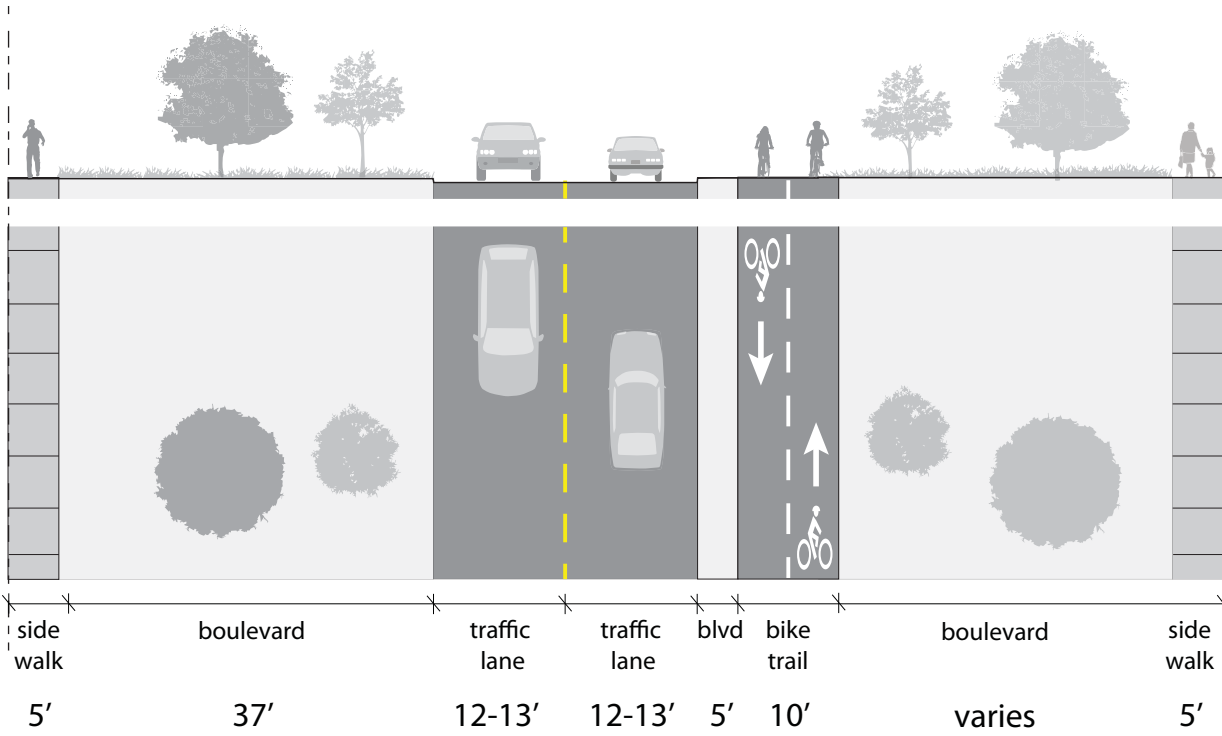 side
walk
boulevard
traffic
lane
traffic
lane
blvd
bike
trail
boulevard
side
walk
5’
37’
12-13’
12-13’
5’
10’
varies
5’